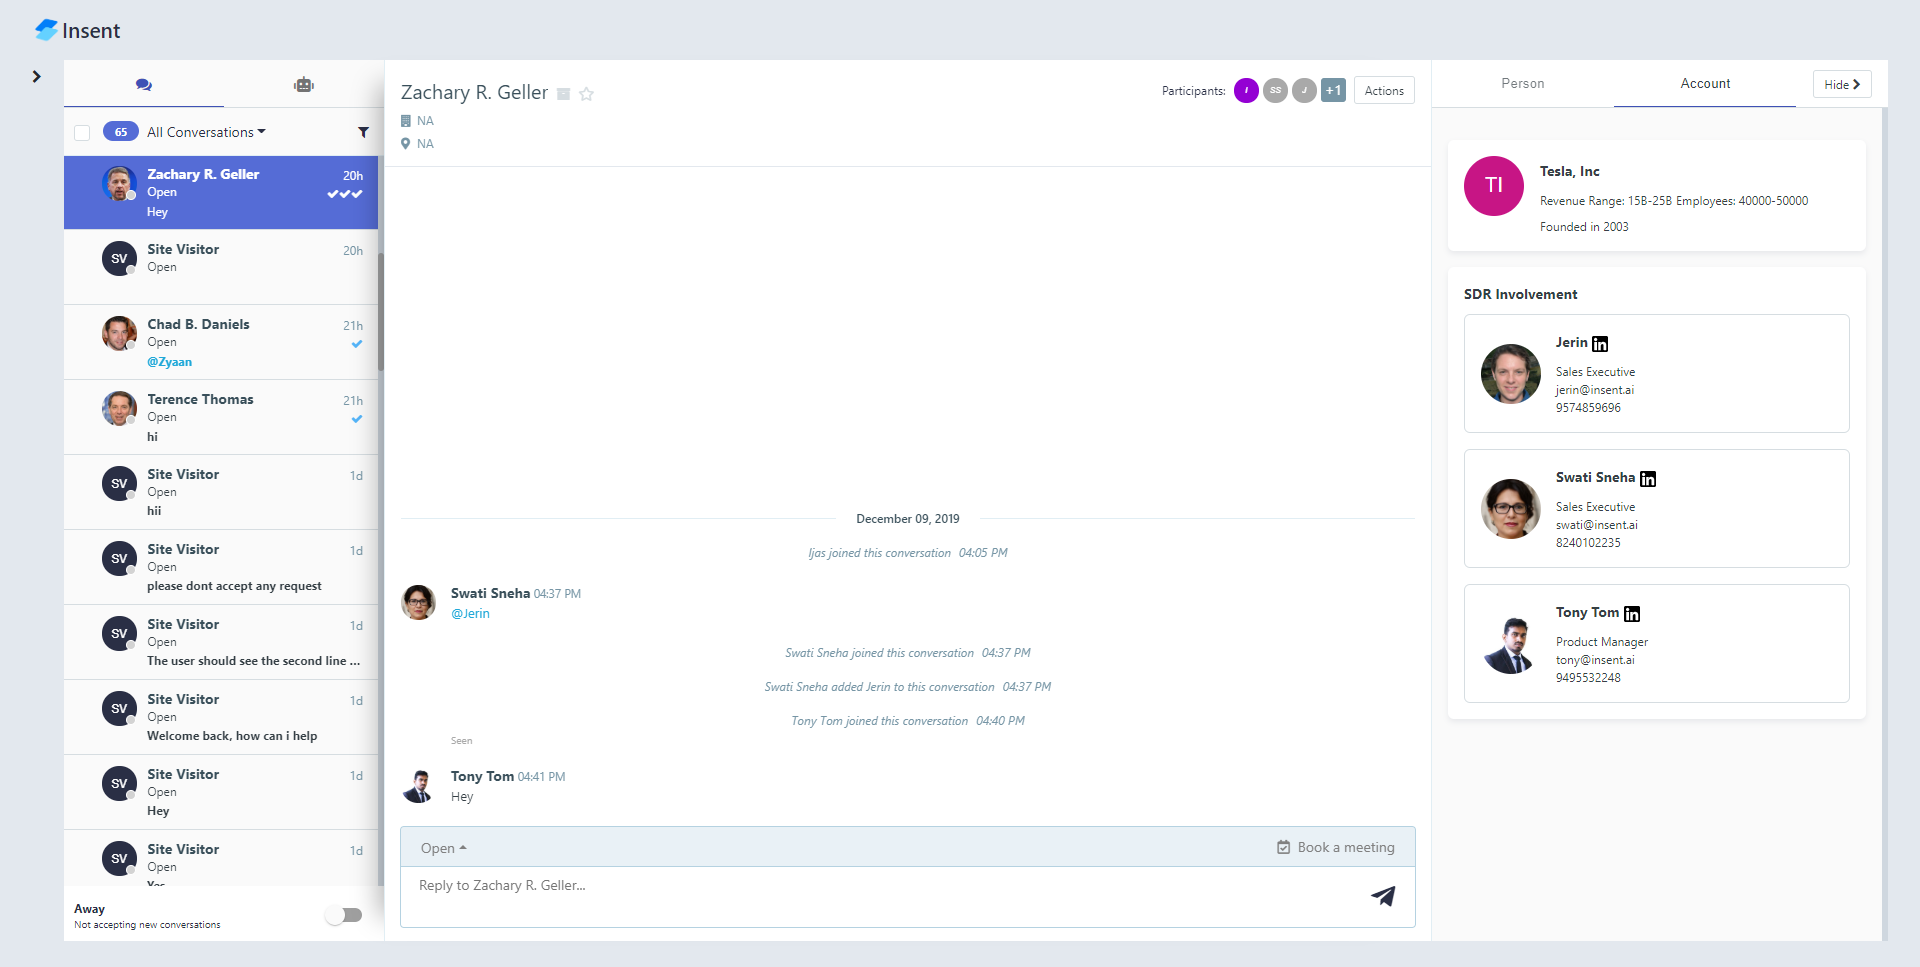 Insent
65 All Conversations
Zachary R. Geller 20h
Open
Hey
SV Site Visitor 20h
Open
Chad B. Daniels 21h
Open
@Zyaan
Terence Thomas 21h
Open
hi
SV Site Visitor 1d
Open
hii
SV Site Visitor 1d
Open
please dont accept any request
SV Site Visitor 1d
Open
The user should see the second line ...
SV Site Visitor 1d
Open
Welcome back, how can i help
SV Site Visitor 1d
Open
Hey
SV Site Visitor 1d
Open
Yes
Away
Not accepting new conversations
Zachary R. Geller
NA
NA
Participants: I SS J +1 Actions
December 09, 2019
Ijas joined this conversation 04:05 PM
Swati Sneha 04:37 PM
@Jerin
Swati Sneha joined this conversation 04:37 PM
Swati Sneha added Jerin to this conversation 04:37 PM
Tony Tom joined this conversation 04:40 PM
Seen
Tony Tom 04:41 PM
Hey
Open Book a meeting
Reply to Zachary R. Geller...
Person Account Hide
TI
Tesla, Inc
Revenue Range: 15B-25B Employees: 40000-50000
Founded in 2003
SDR Involvement
Jerin in
Sales Executive
jerin@insent.ai
9574859696
Swati Sneha in
Sales Executive
swati@insent.ai
8240102235
Tony Tom in
Product Manager
tony@insent.ai
9495532248